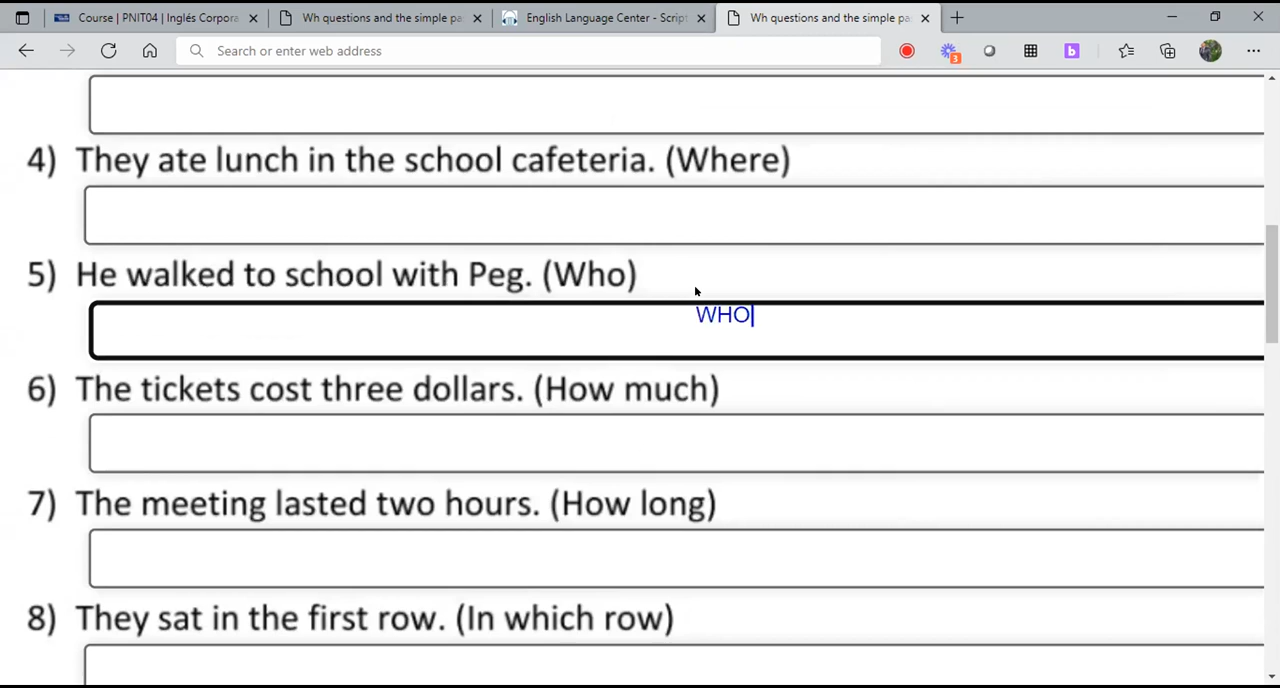 Course | PNIT04 | Inglés Corpora
Wh questions and the simple pa
English Language Center - Script
Wh questions and the simple pa
Search or enter web address
3
b
4) They ate lunch in the school cafeteria. (Where)
5) He walked to school with Peg. (Who)
WHO
6) The tickets cost three dollars. (How much)
7) The meeting lasted two hours. (How long)
8) They sat in the first row. (In which row)